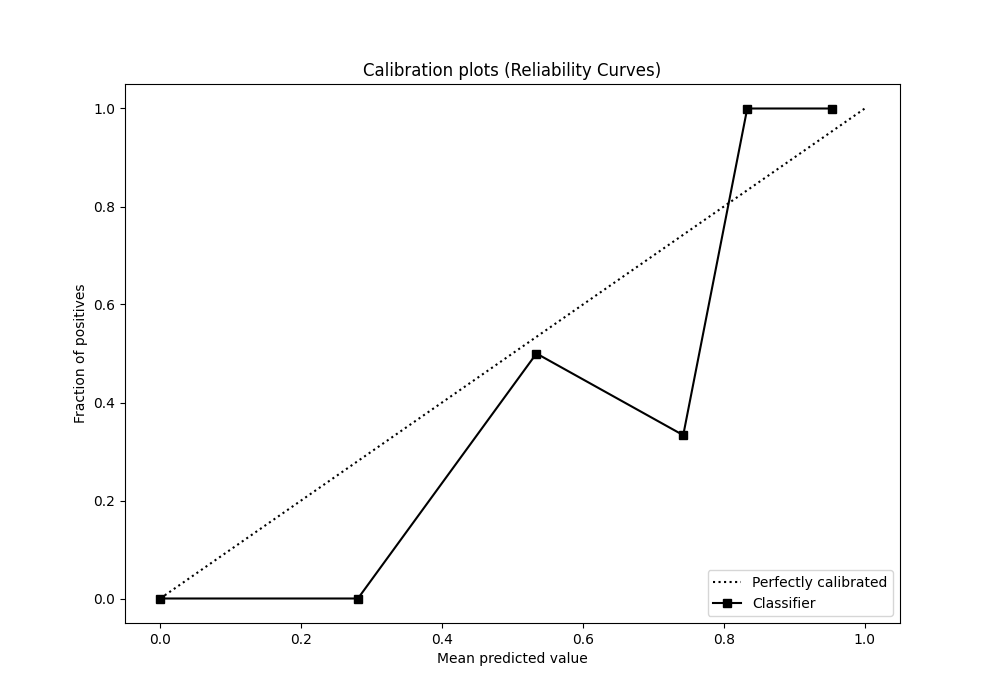 Calibration plots (Reliability Curves)
1.0
0.8
0.6
0.4
0.2
0.0
Fraction of positives
Perfectly calibrated
Classifier
0.0 0.2 0.4 0.6 0.8 1.0
Mean predicted value